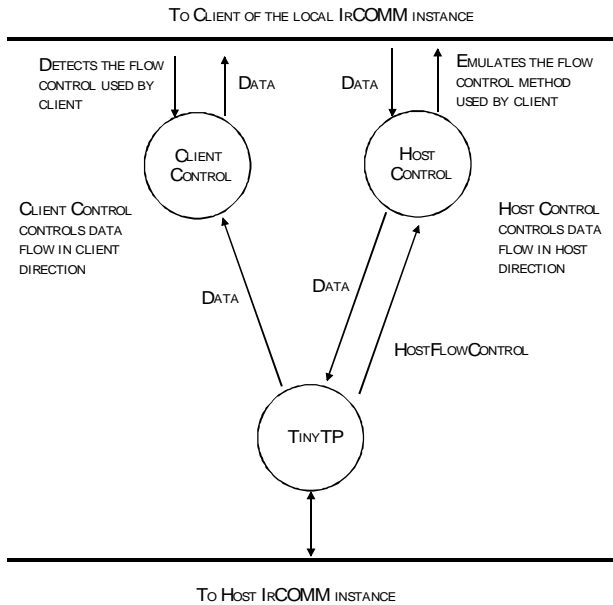 To Client of the local IrCOMM instance
Detects the flow
control used by
client
Data
Data
Emulates the flow
control method
used by client
Client
Control
Host
Control
Client Control
controls data
flow in client
direction
Host Control
controls data
flow in host
direction
Data
Data
HostFlowControl
TinyTP
To Host IrCOMM instance